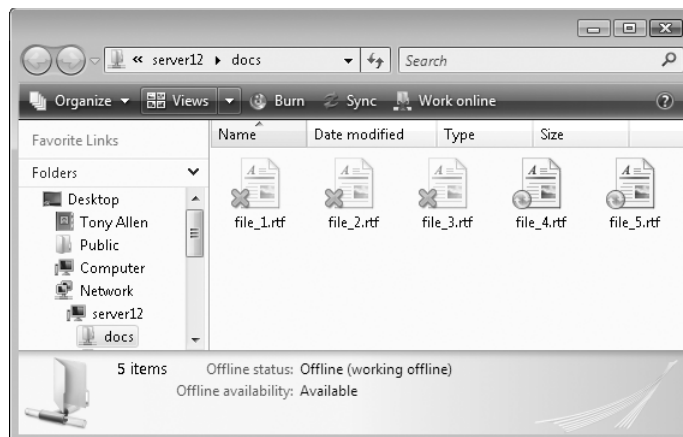 « server12 ▸ docs
Search
Organize Views Burn Sync Work online
Favorite Links
Name Date modified Type Size
Folders
Desktop
Tony Allen
Public
Computer
Network
server12
docs
file_1.rtf file_2.rtf file_3.rtf file_4.rtf file_5.rtf
5 items Offline status: Offline (working offline)
Offline availability: Available